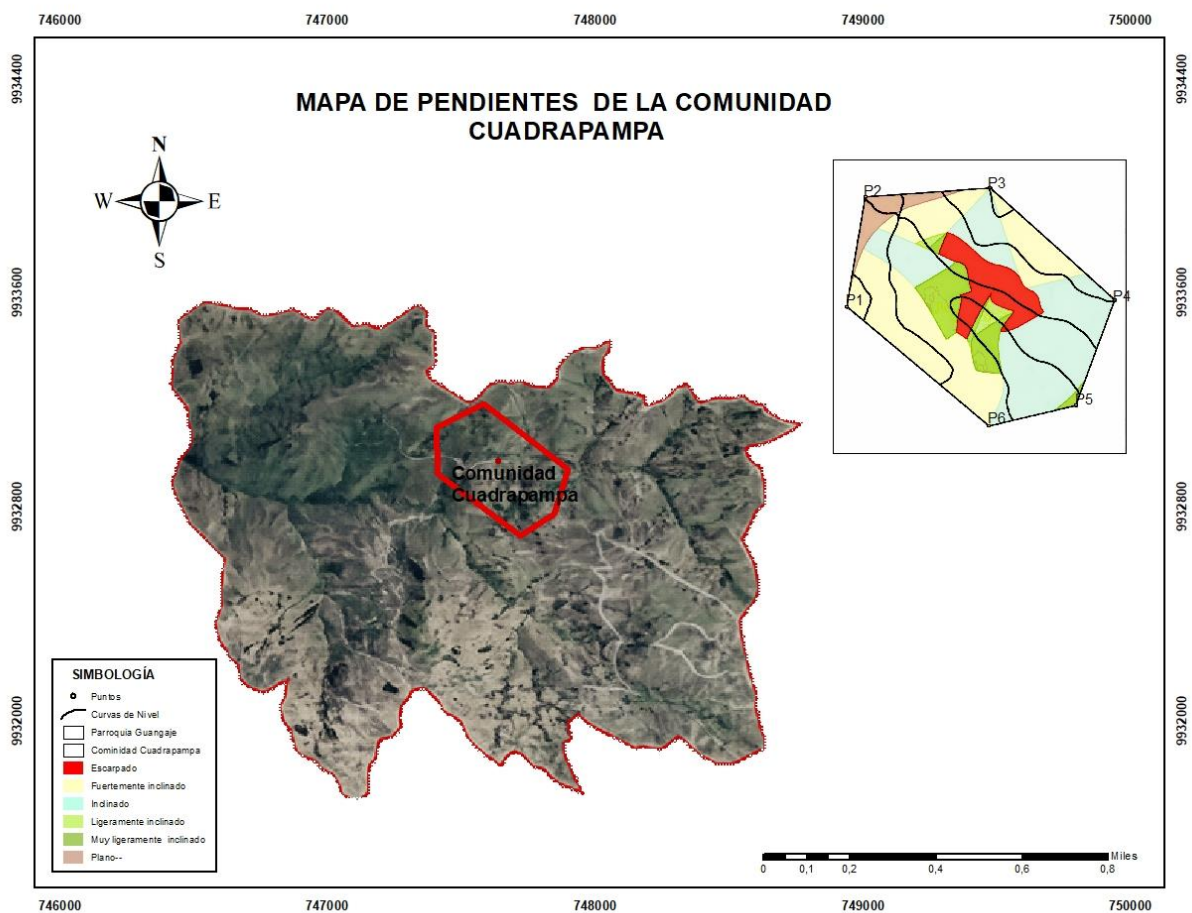 746000 747000 748000 749000 750000
9934400 9934400
MAPA DE PENDIENTES DE LA COMUNIDAD
CUADRAPAMPA
N
W E
S
P2 P3
P1 P4
P5
P6
9933600 9933600
Comunidad
Cuadrapampa
9932800 9932800
SIMBOLOGÍA
Puntos
Curvas de Nivel
Parroquia Guangaje
Cominidad Cuadrapampa
Escarpado
Fuertemente inclinado
Inclinado
Ligeramente inclinado
Muy ligeramente inclinado
Plano--
9932000 9932000
Miles
0 0,1 0,2 0,4 0,6 0,8
746000 747000 748000 749000 750000